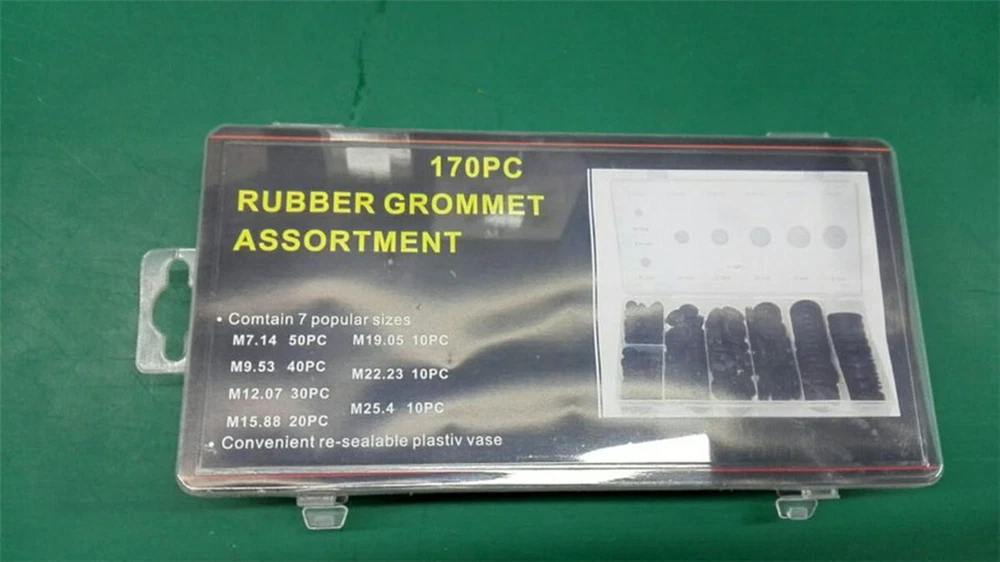 170PC
RUBBER GROMMET
ASSORTMENT
• Comtain 7 popular sizes
M7.14 50PC M19.05 10PC
M9.53 40PC M22.23 10PC
M12.07 30PC M25.4 10PC
M15.88 20PC
• Convenient re-sealable plastiv vase